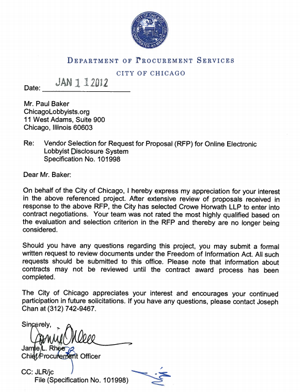 DEPARTMENT OF PROCUREMENT SERVICES
CITY OF CHICAGO
Date: JAN 11 2012
Mr. Paul Baker
ChicagoLobbyists.org
11 West Adams, Suite 900
Chicago, Illinois 60603
Re: Vendor Selection for Request for Proposal (RFP) for Online Electronic
Lobbyist Disclosure System
Specification No. 101998
Dear Mr. Baker:
On behalf of the City of Chicago, I hereby express my appreciation for your interest
in the above referenced project. After extensive review of proposals received in
response to the above RFP, the City has selected Crowe Horwath LLP to enter into
contract negotiations. Your team was not rated the most highly qualified based on
the evaluation and selection criterion in the RFP and thereby are no longer being
considered.
Should you have any questions regarding this project, you may submit a formal
written request to review documents under the Freedom of Information Act. All such
requests should be submitted to this office. Please note that information about
contracts may not be reviewed until the contract award process has been
completed.
The City of Chicago appreciates your interest and encourages your continued
participation in future solicitations. If you have any questions, please contact Joseph
Chan at (312) 742-9467.
Sincerely,
Jamie L. Rhee
Chief Procurement Officer
CC: JLR/jc
File (Specification No. 101998)